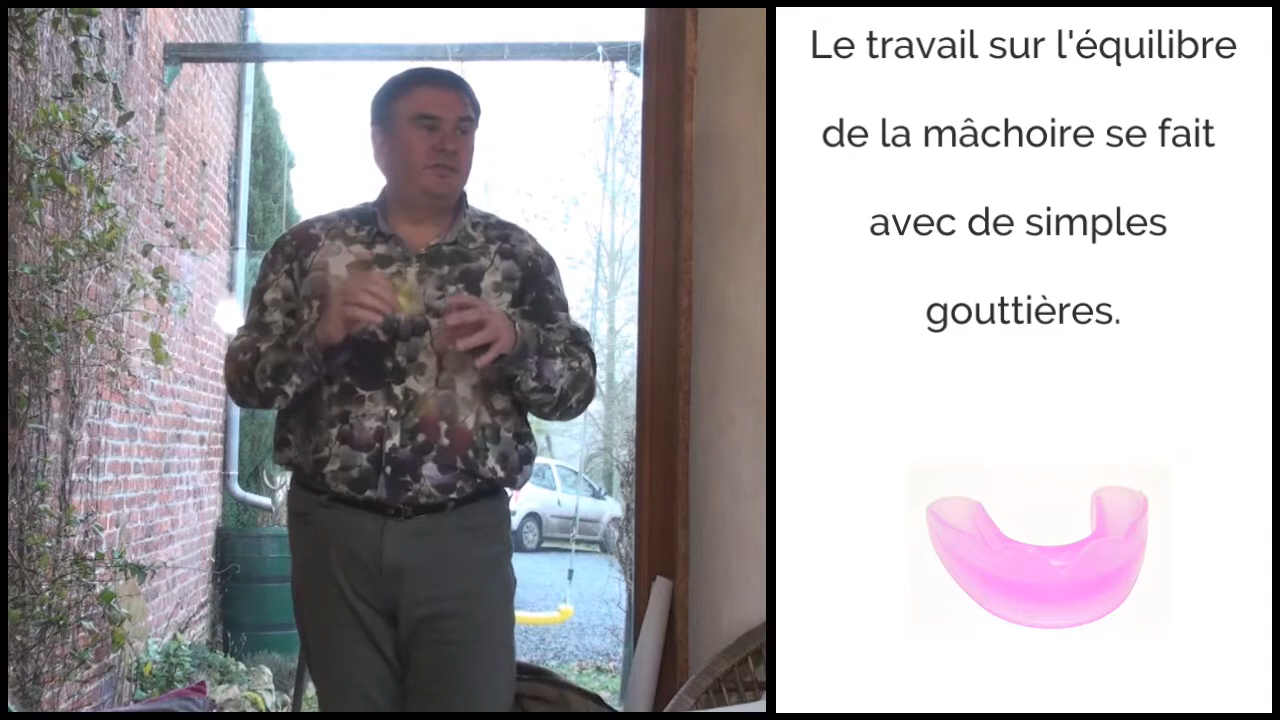 Le travail sur l'équilibre
de la mâchoire se fait
avec de simples
gouttières.